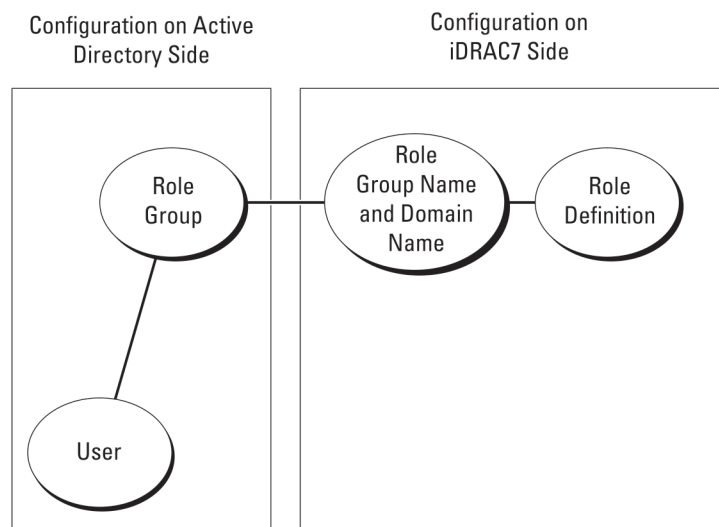 Configuration on Active
Directory Side
Configuration on
iDRAC7 Side
Role
Group
Role
Group Name
and Domain
Name
Role
Definition
User